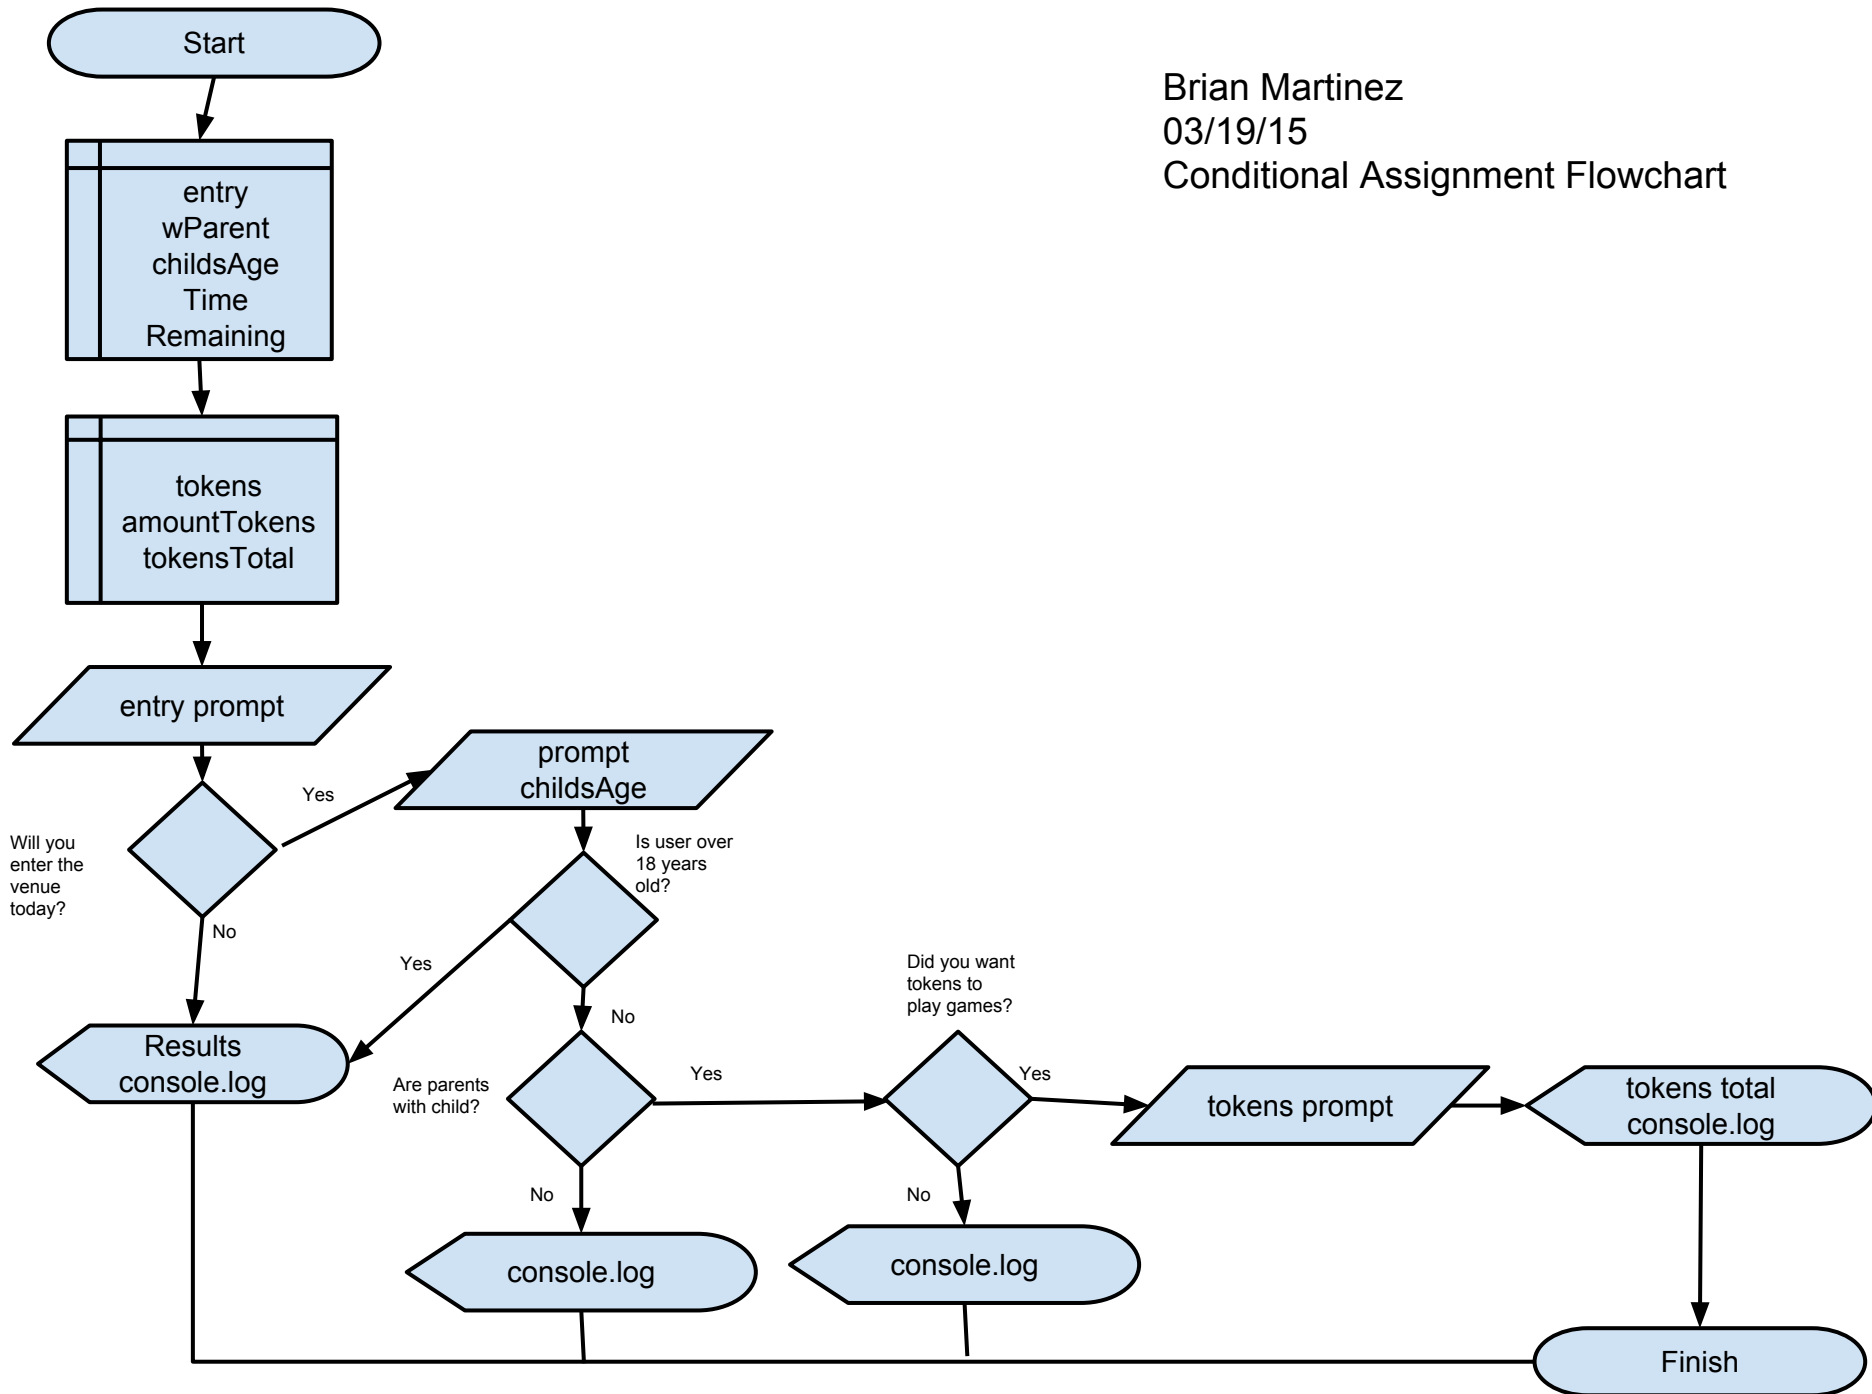 Start
Brian Martinez
03/19/15
Conditional Assignment Flowchart
entry
wParent
childsAge
Time
Remaining
tokens
amountTokens
tokensTotal
entry prompt
prompt
childsAge
Yes
Will you
enter the
venue
today?
Is user over
18 years
old?
No
Yes
Did you want
tokens to
play games?
No
Results
console.log
Are parents
with child?
Yes
Yes
tokens prompt
tokens total
console.log
No
No
console.log
console.log
Finish